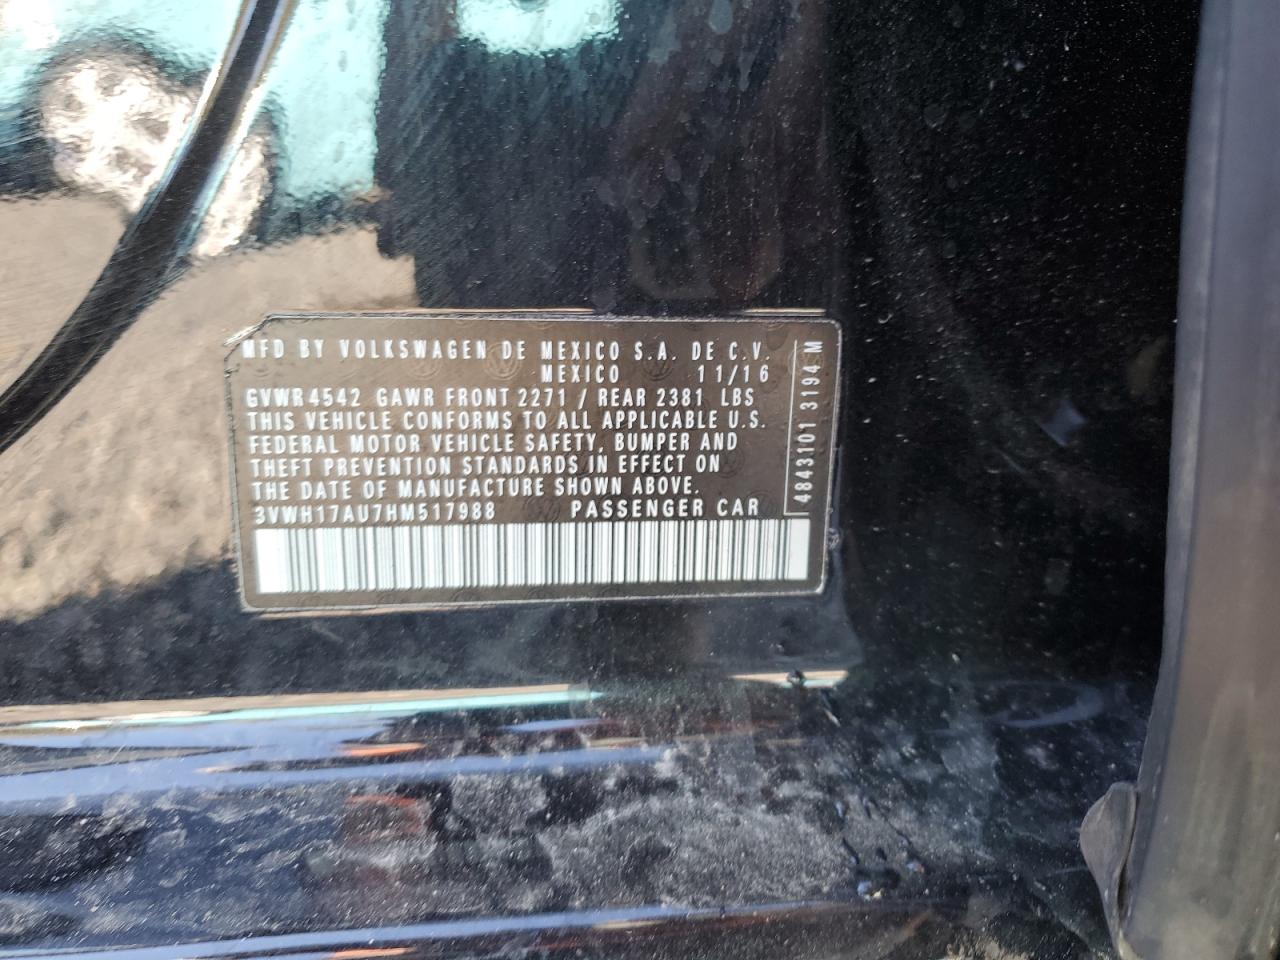 MFD BY VOLKSWAGEN DE MEXICO S.A. DE C.V.
MEXICO 11/16
GVWR 4542 GAWR FRONT 2271 / REAR 2381 LBS
THIS VEHICLE CONFORMS TO ALL APPLICABLE U.S.
FEDERAL MOTOR VEHICLE SAFETY, BUMPER AND
THEFT PREVENTION STANDARDS IN EFFECT ON
THE DATE OF MANUFACTURE SHOWN ABOVE.
3VWH17AU7HM517988 PASSENGER CAR
4843101 3194 M